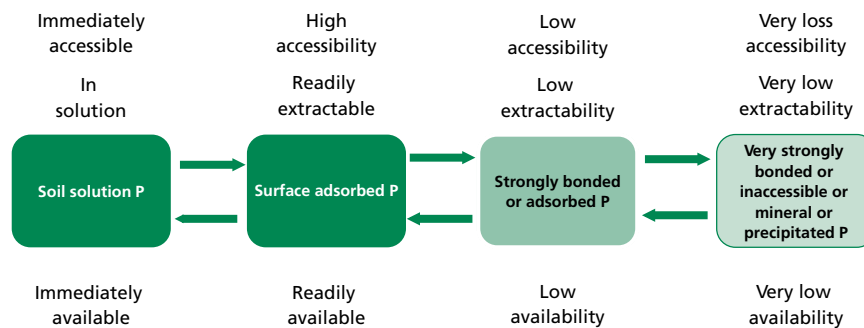 Immediately
accessible
High
accessibility
Low
accessibility
Very loss
accessibility
In
solution
Readily
extractable
Low
extractability
Very low
extractability
Soil solution P
Surface adsorbed P
Strongly bonded
or adsorbed P
Very strongly
bonded or
inaccessible or
mineral or
precipitated P
Immediately
available
Readily
available
Low
availability
Very low
availability